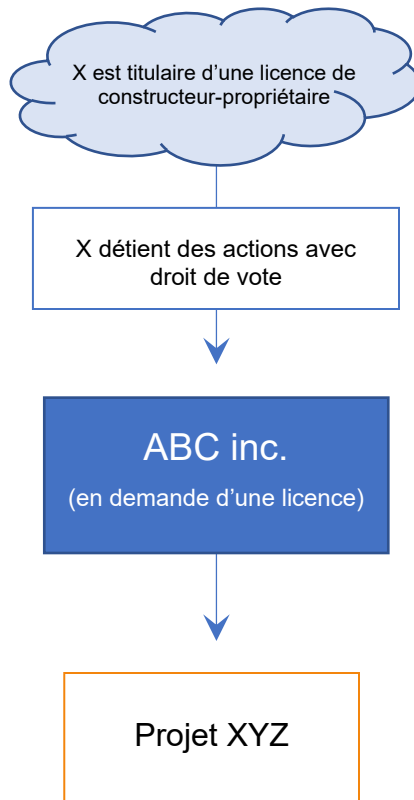 X est titulaire d’une licence de
constructeur-propriétaire
X détient des actions avec
droit de vote
ABC inc.
(en demande d’une licence)
Projet XYZ